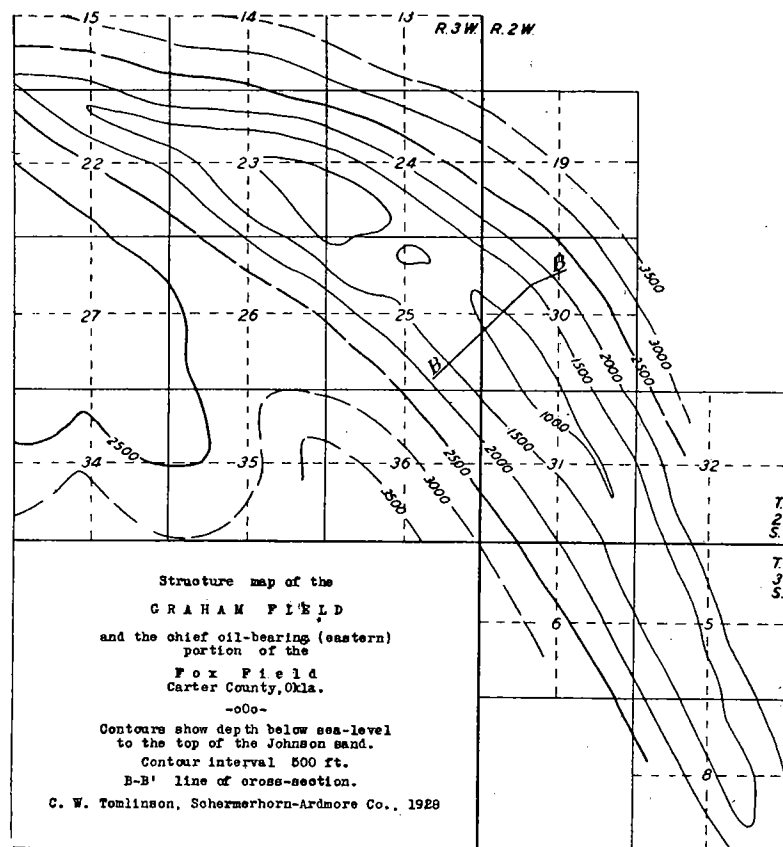 15
14
13
R.3W.
R.2W.
22
23
24
19
3500
B
27
26
25
30
B
3000
2500
2000
1500
1000
2500
34
35
36
31
32
1500
2000
2500
3000
3500
T.
2
S.
T.
3
S.
6
5
8
Structure map of the
GRAHAM FIELD
and the chief oil-bearing (eastern)
portion of the
Fox Field
Carter County, Okla.
-oOo-
Contours show depth below sea-level
to the top of the Johnson sand.
Contour interval 500 ft.
B-B' line of cross-section.
C. W. Tomlinson, Schermerhorn-Ardmore Co., 1928